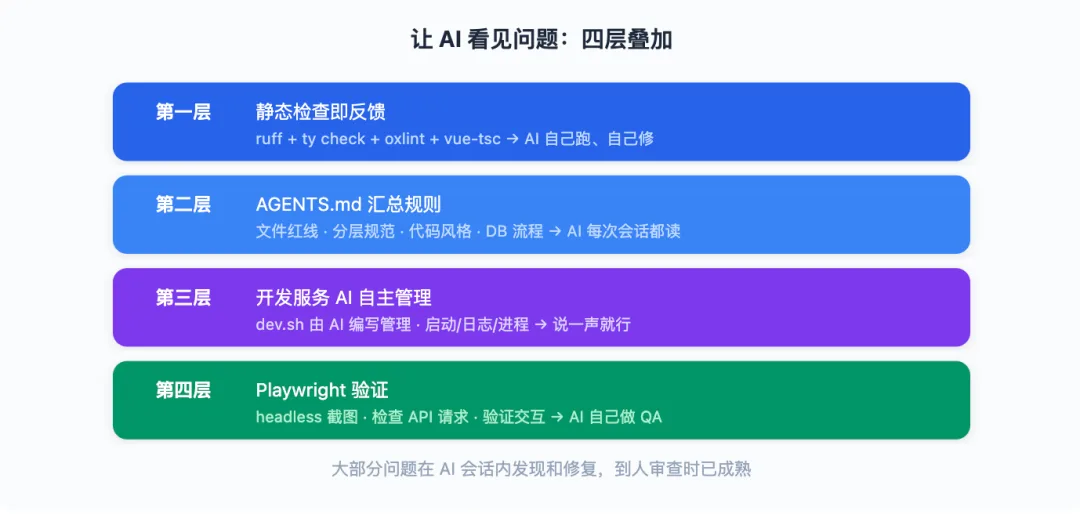 让 AI 看见问题：四层叠加
第一层
静态检查即反馈
ruff + ty check + oxlint + vue-tsc → AI 自己跑、自己修
第二层
AGENTS.md 汇总规则
文件红线 · 分层规范 · 代码风格 · DB 流程 → AI 每次会话都读
第三层
开发服务 AI 自主管理
dev.sh 由 AI 编写管理 · 启动/日志/进程 → 说一声就行
第四层
Playwright 验证
headless 截图 · 检查 API 请求 · 验证交互 → AI 自己做 QA
大部分问题在 AI 会话内发现和修复，到人审查时已成熟